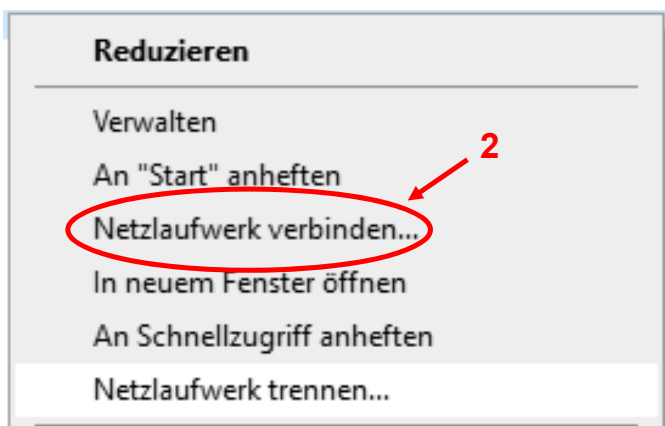 Reduzieren
Verwalten
2
An "Start" anheften
Netzlaufwerk verbinden...
In neuem Fenster öffnen
An Schnellzugriff anheften
Netzlaufwerk trennen...